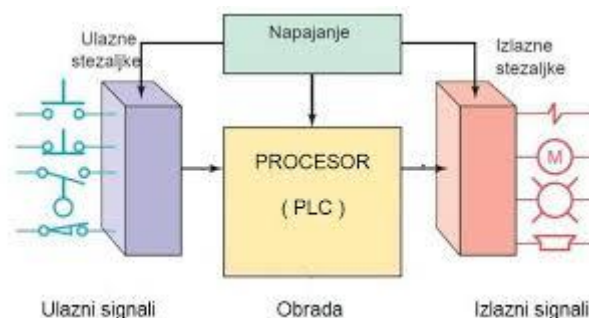 Ulazne
stezaljke
Napajanje
Izlazne
stezaljke
PROCESOR
( PLC )
M
Ulazni signali
Obrada
Izlazni signali